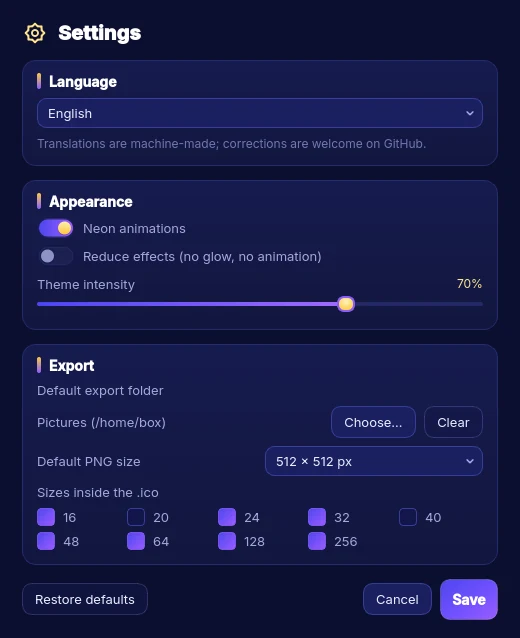 Settings
Language
English
Translations are machine-made; corrections are welcome on GitHub.
Appearance
Neon animations
Reduce effects (no glow, no animation)
Theme intensity 70%
Export
Default export folder
Pictures (/home/box) Choose... Clear
Default PNG size 512 × 512 px
Sizes inside the .ico
16 20 24 32 40
48 64 128 256
Restore defaults Cancel Save